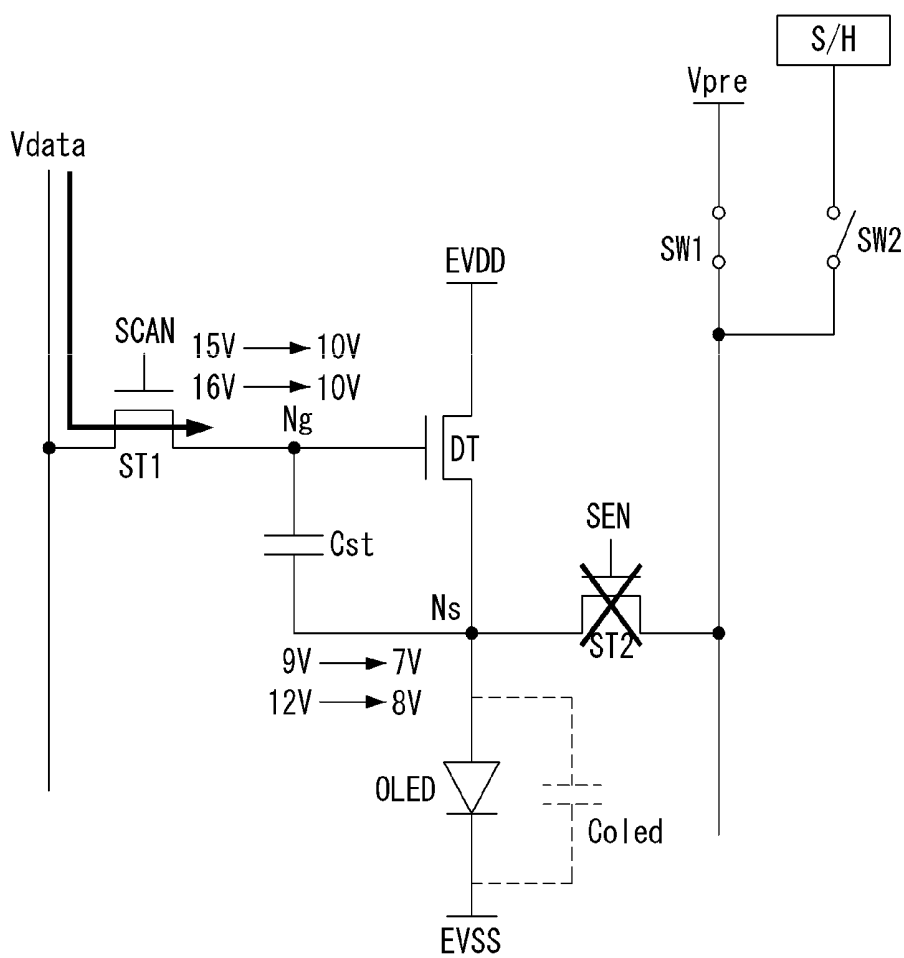 S/H
Vpre
Vdata
SW1
SW2
EVDD
SCAN
15V → 10V
16V → 10V
Ng
DT
ST1
Cst
SEN
Ns
ST2
9V → 7V
12V → 8V
OLED
Coled
EVSS